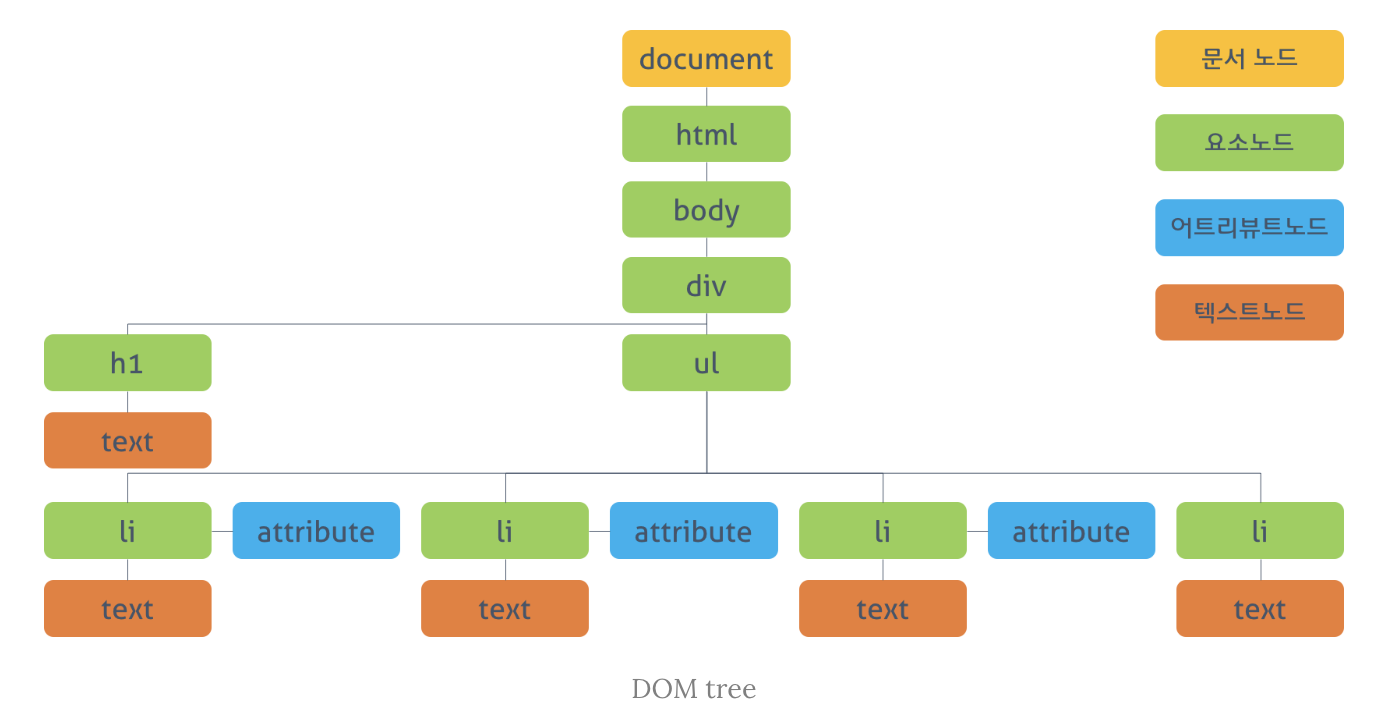 document
문서 노드
html
요소노드
body
어트리뷰트노드
div
텍스트노드
h1
ul
text
li
attribute
li
attribute
li
attribute
li
text
text
text
text
DOM tree